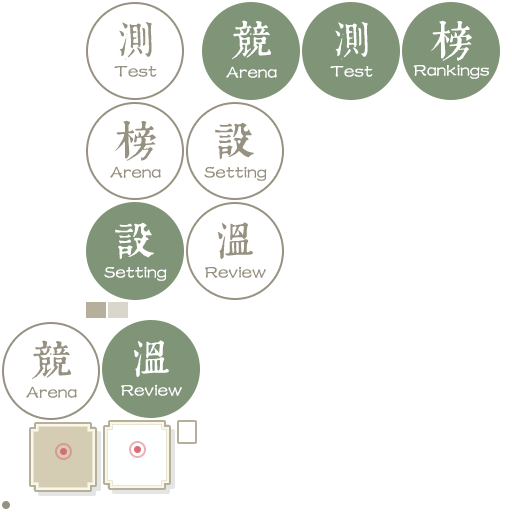 測
Test
競
Arena
測
Test
榜
Rankings
榜
Arena
設
Setting
設
Setting
溫
Review
競
Arena
溫
Review